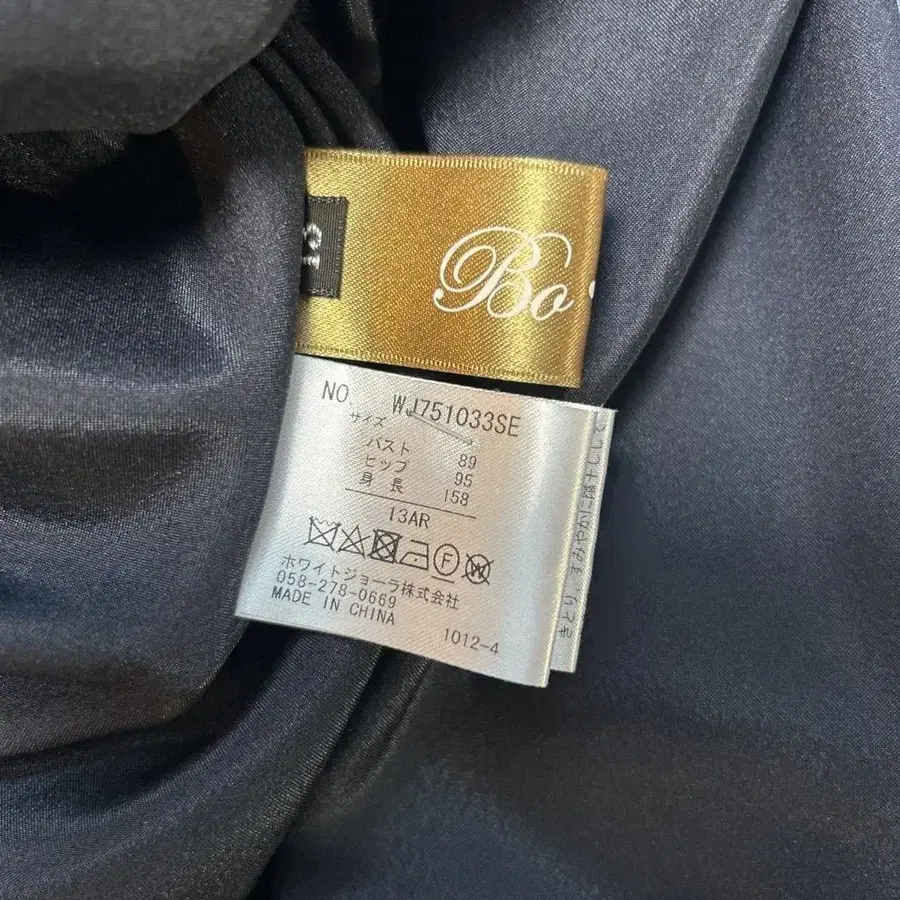 Bo
NO. WJ751033SE
サイズ
バスト 89
ヒップ 95
身長 158
13AR
F
W
ホワイトジョーラ株式会社
058-278-0669
MADE IN CHINA
1012-4